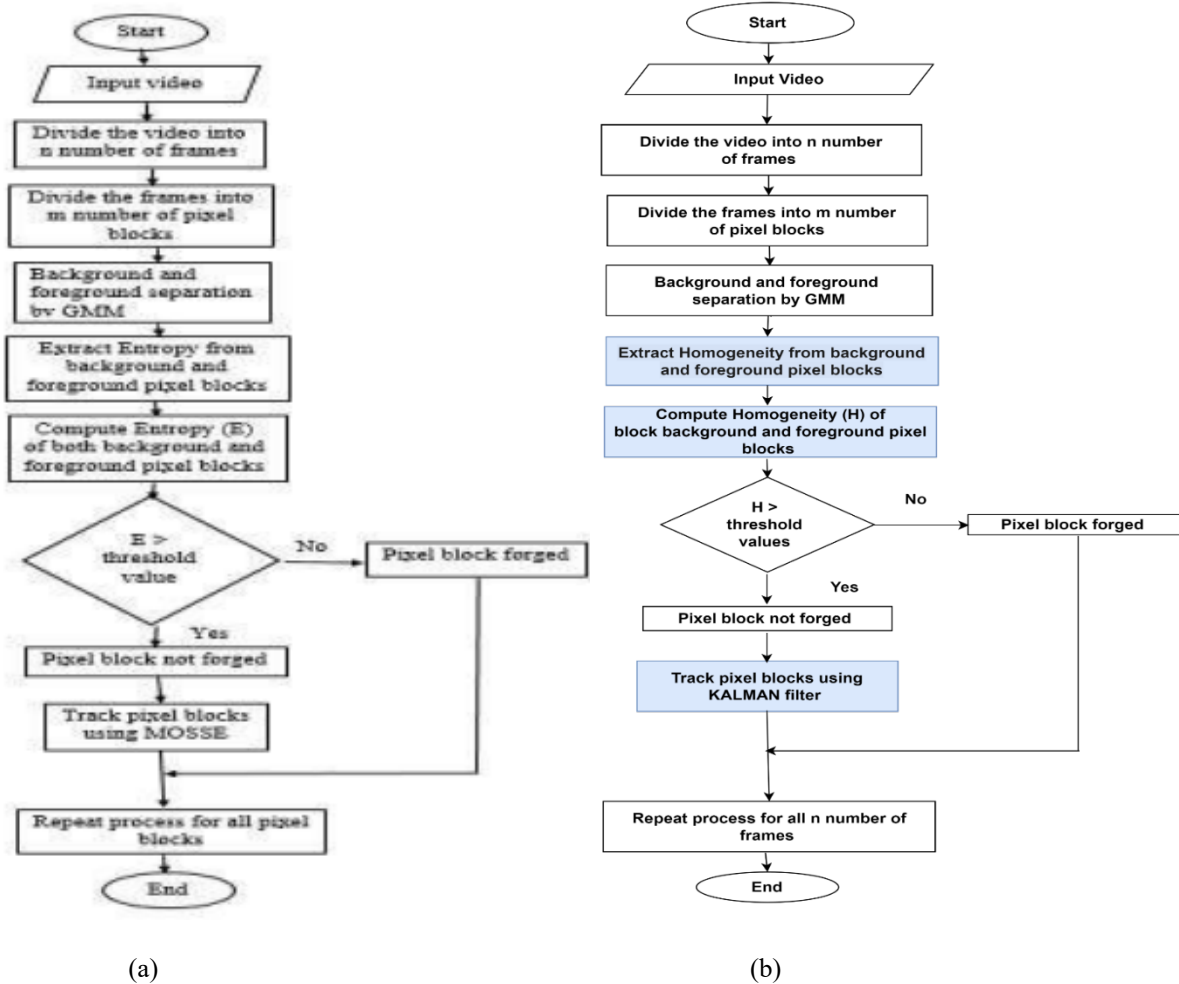 Start
Input video
Divide the video into
n number of frames
Divide the frames into
m number of pixel
blocks
Background and
foreground separation
by GMM
Extract Entropy from
background and
foreground pixel blocks
Compute Entropy (E)
of both background and
foreground pixel blocks
E >
threshold
value
No
Pixel block forged
Yes
Pixel block not forged
Track pixel blocks
using MOSSE
Repeat process for all pixel
blocks
End
(a)
Start
Input Video
Divide the video into n number
of frames
Divide the frames into m number
of pixel blocks
Background and foreground
separation by GMM
Extract Homogeneity from background
and foreground pixel blocks
Compute Homogeneity (H) of
block background and foreground pixel
blocks
H >
threshold
values
No
Pixel block forged
Yes
Pixel block not forged
Track pixel blocks using
KALMAN filter
Repeat process for all n number of
frames
End
(b)